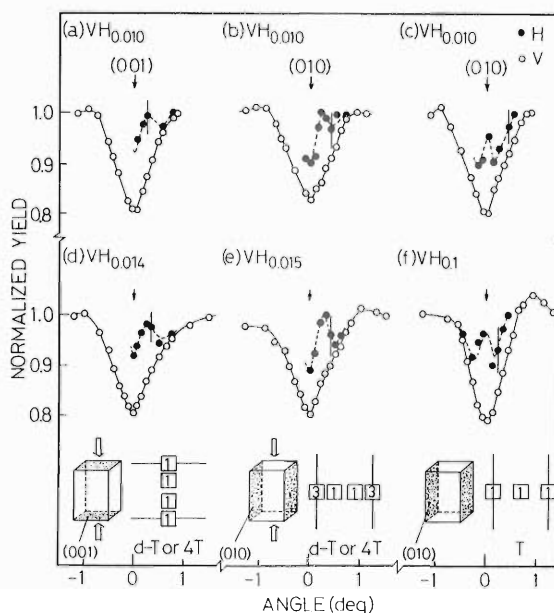 (a) VH0.010 (b) VH0.010 (c) VH0.010 ● H
(001) (010) (010) ○ V
1.0
0.9
0.8
(d) VH0.014 (e) VH0.015 (f) VH0.1
1.0
0.9
0.8
NORMALIZED YIELD
1
1
1
1
3 1 1 3
1 1 1
(001) d-T or 4T (010) d-T or 4T (010) T
-1 0 1 -1 0 1 -1 0 1
ANGLE (deg)